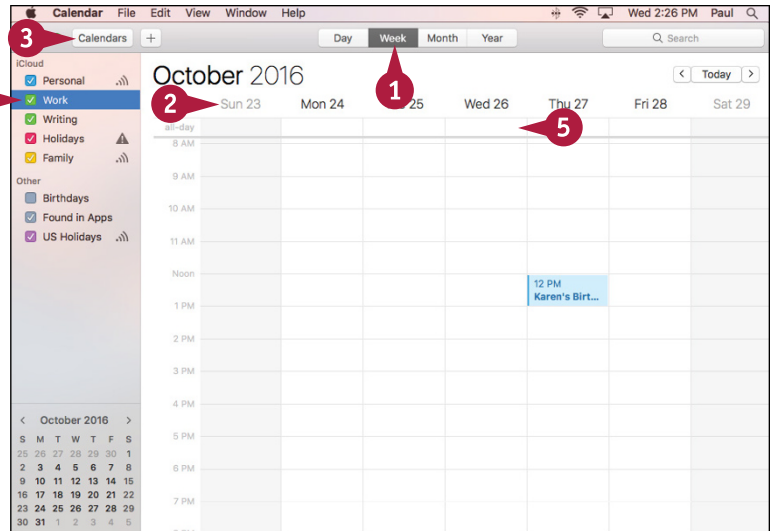 Calendar File Edit View Window Help Wed 2:26 PM Paul
3 Calendars + Day Week Month Year Search
1
iCloud
Personal
Work
Writing
Holidays
Family
Other
Birthdays
Found in Apps
US Holidays
October 2016 < Today >
2 Sun 23 Mon 24 25 Wed 26 Thu 27 Fri 28 Sat 29
all-day 5
8 AM
9 AM
10 AM
11 AM
Noon
12 PM
Karen's Birt...
1 PM
2 PM
3 PM
4 PM
5 PM
6 PM
7 PM
< October 2016 >
S M T W T F S
25 26 27 28 29 30 1
2 3 4 5 6 7 8
9 10 11 12 13 14 15
16 17 18 19 20 21 22
23 24 25 26 27 28 29
30 31 1 2 3 4 5